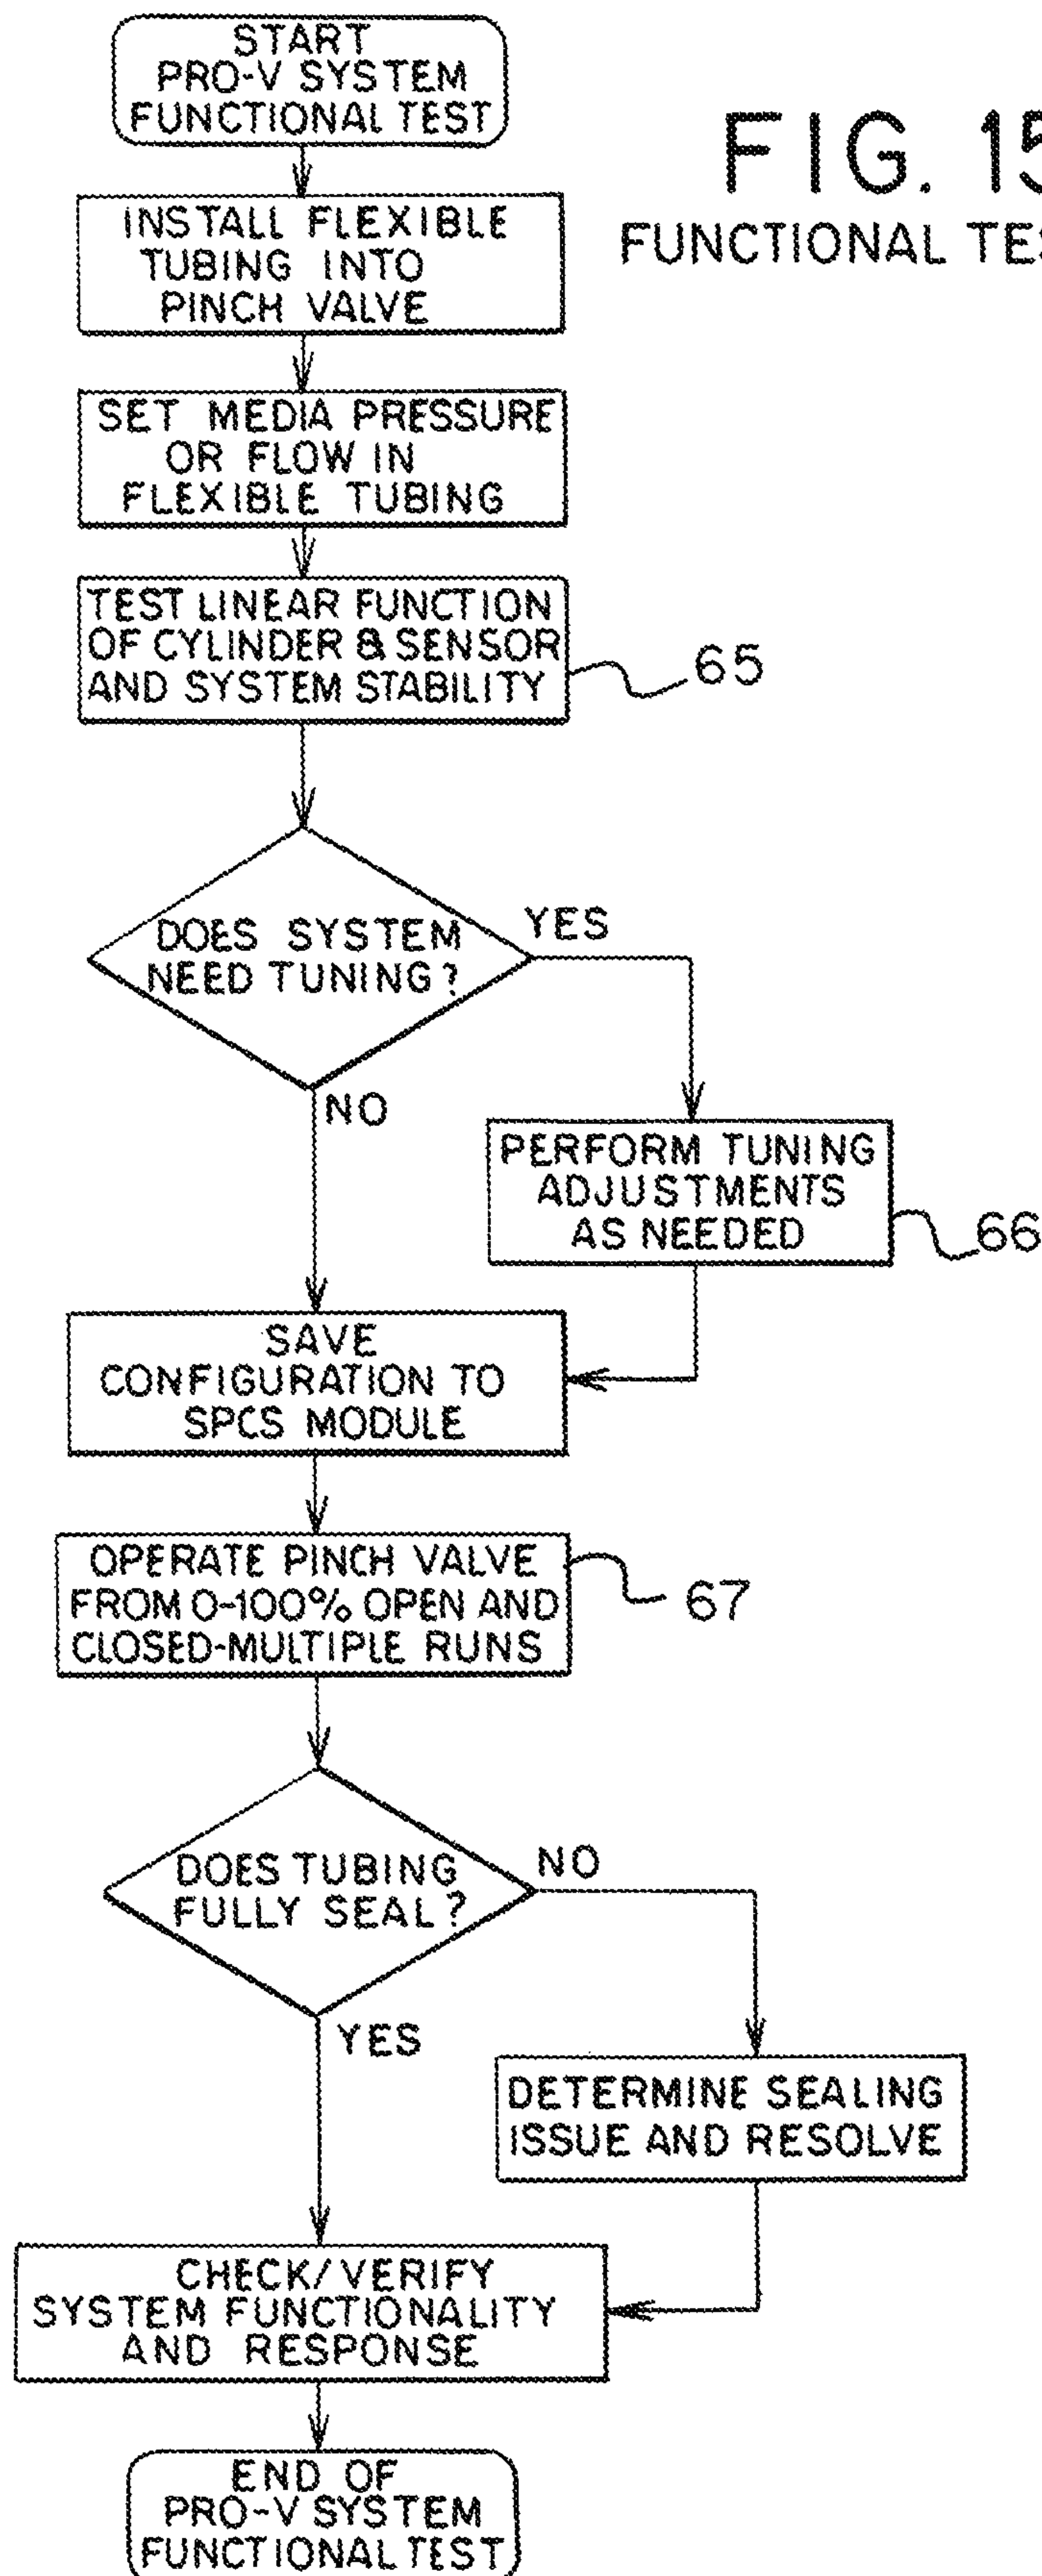 START
PRO-V SYSTEM
FUNCTIONAL TEST
FIG. 15
FUNCTIONAL TES
INSTALL FLEXIBLE
TUBING INTO
PINCH VALVE
SET MEDIA PRESSURE
OR FLOW IN
FLEXIBLE TUBING
TEST LINEAR FUNCTION
OF CYLINDER & SENSOR
AND SYSTEM STABILITY
65
DOES SYSTEM
NEED TUNING?
YES
NO
PERFORM TUNING
ADJUSTMENTS
AS NEEDED
66
SAVE
CONFIGURATION TO
SPCS MODULE
OPERATE PINCH VALVE
FROM 0-100% OPEN AND
CLOSED-MULTIPLE RUNS
67
DOES TUBING
FULLY SEAL?
NO
YES
DETERMINE SEALING
ISSUE AND RESOLVE
CHECK/VERIFY
SYSTEM FUNCTIONALITY
AND RESPONSE
END OF
PRO-V SYSTEM
FUNCTIONAL TEST